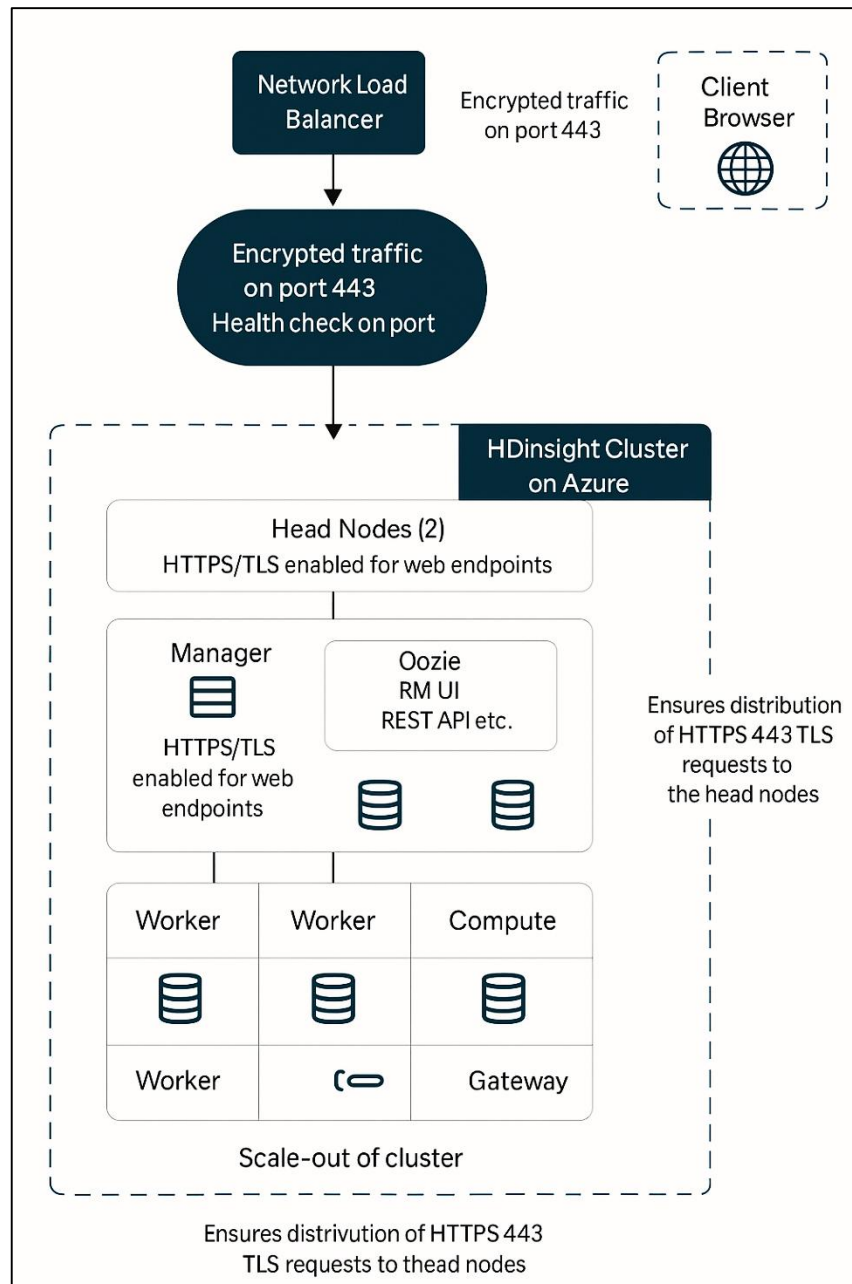 Network Load
Balancer
Encrypted traffic
on port 443
Client
Browser
Encrypted traffic
on port 443
Health check on port
HDinsight Cluster
on Azure
Head Nodes (2)
HTTPS/TLS enabled for web endpoints
Manager
HTTPS/TLS
enabled for web
endpoints
Oozie
RM UI
REST API etc.
Ensures distribution
of HTTPS 443 TLS
requests to
the head nodes
Worker
Worker
Compute
Worker
Gateway
Scale-out of cluster
Ensures distrivution of HTTPS 443
TLS requests to thead nodes